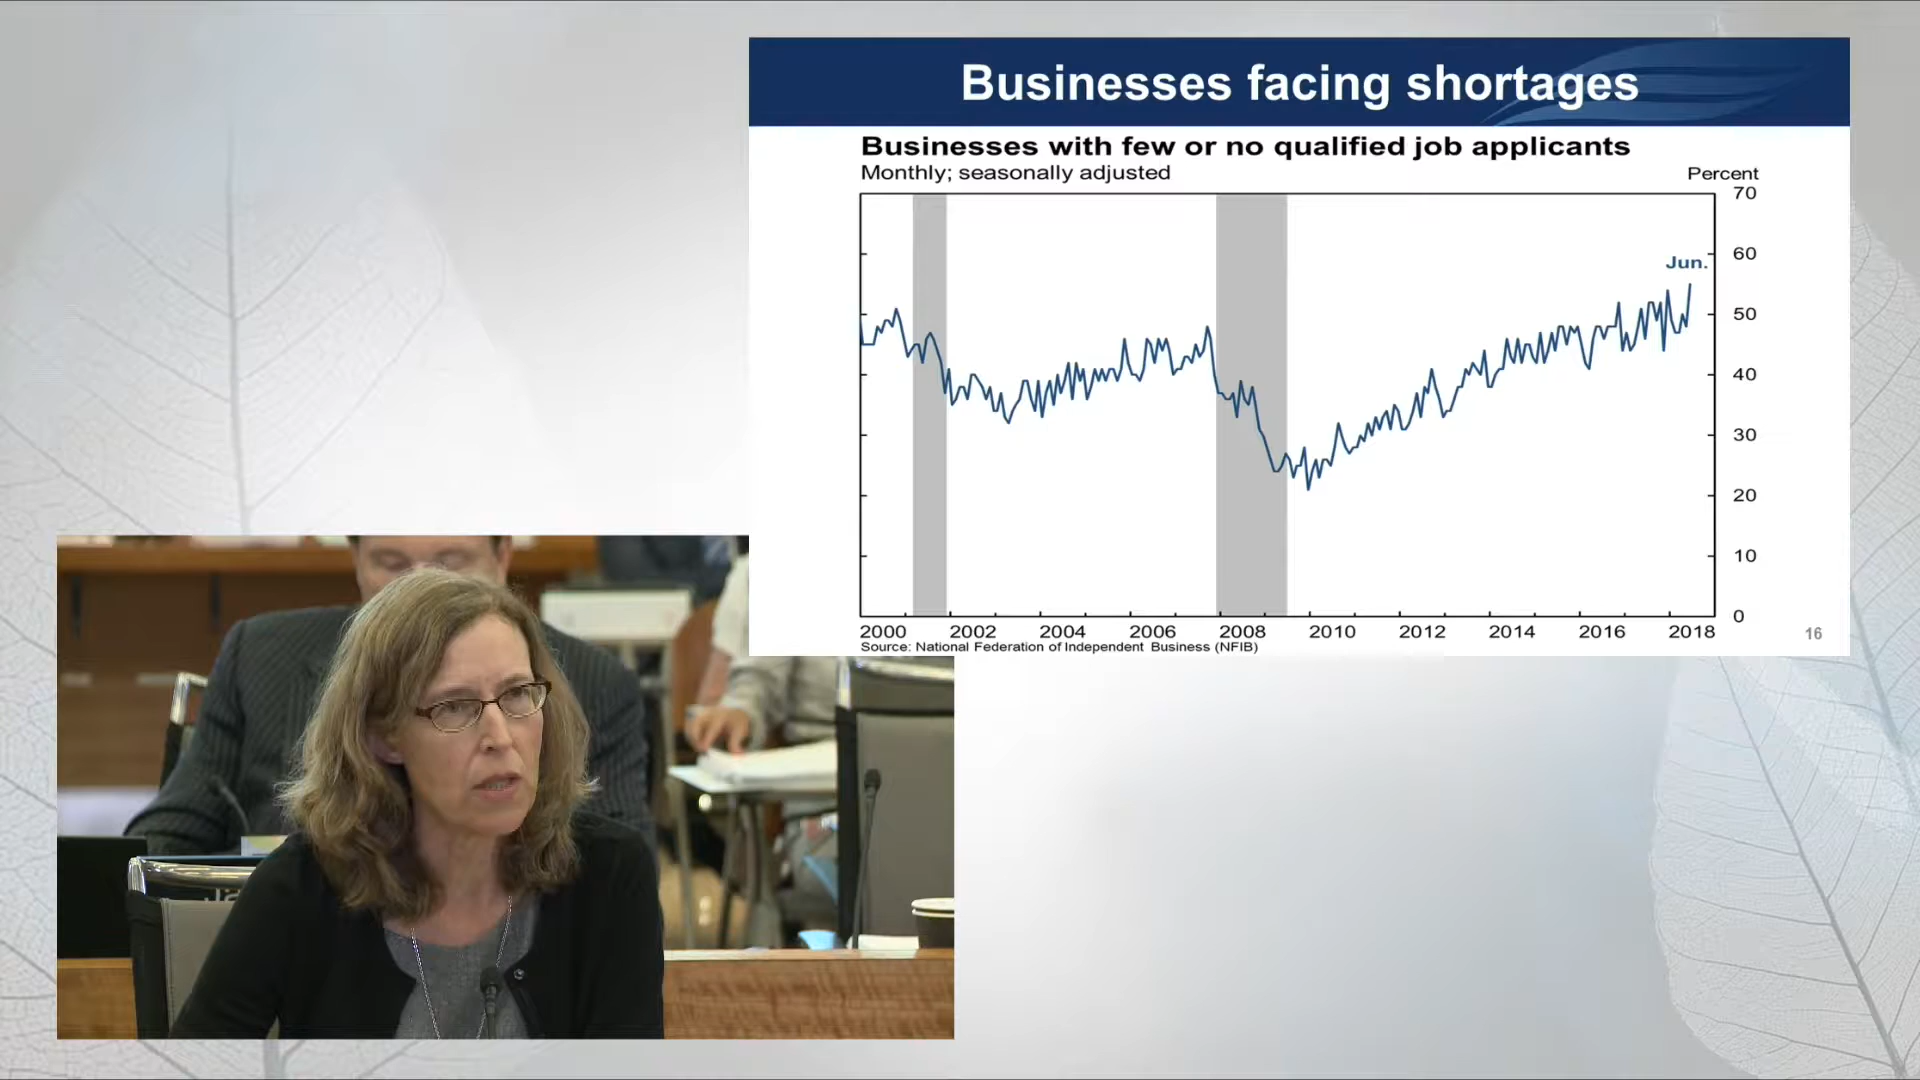 Businesses facing shortages
Businesses with few or no qualified job applicants
Monthly; seasonally adjusted
Percent
70
60
Jun.
50
40
30
20
10
0
2000 2002 2004 2006 2008 2010 2012 2014 2016 2018
16
Source: National Federation of Independent Business (NFIB)